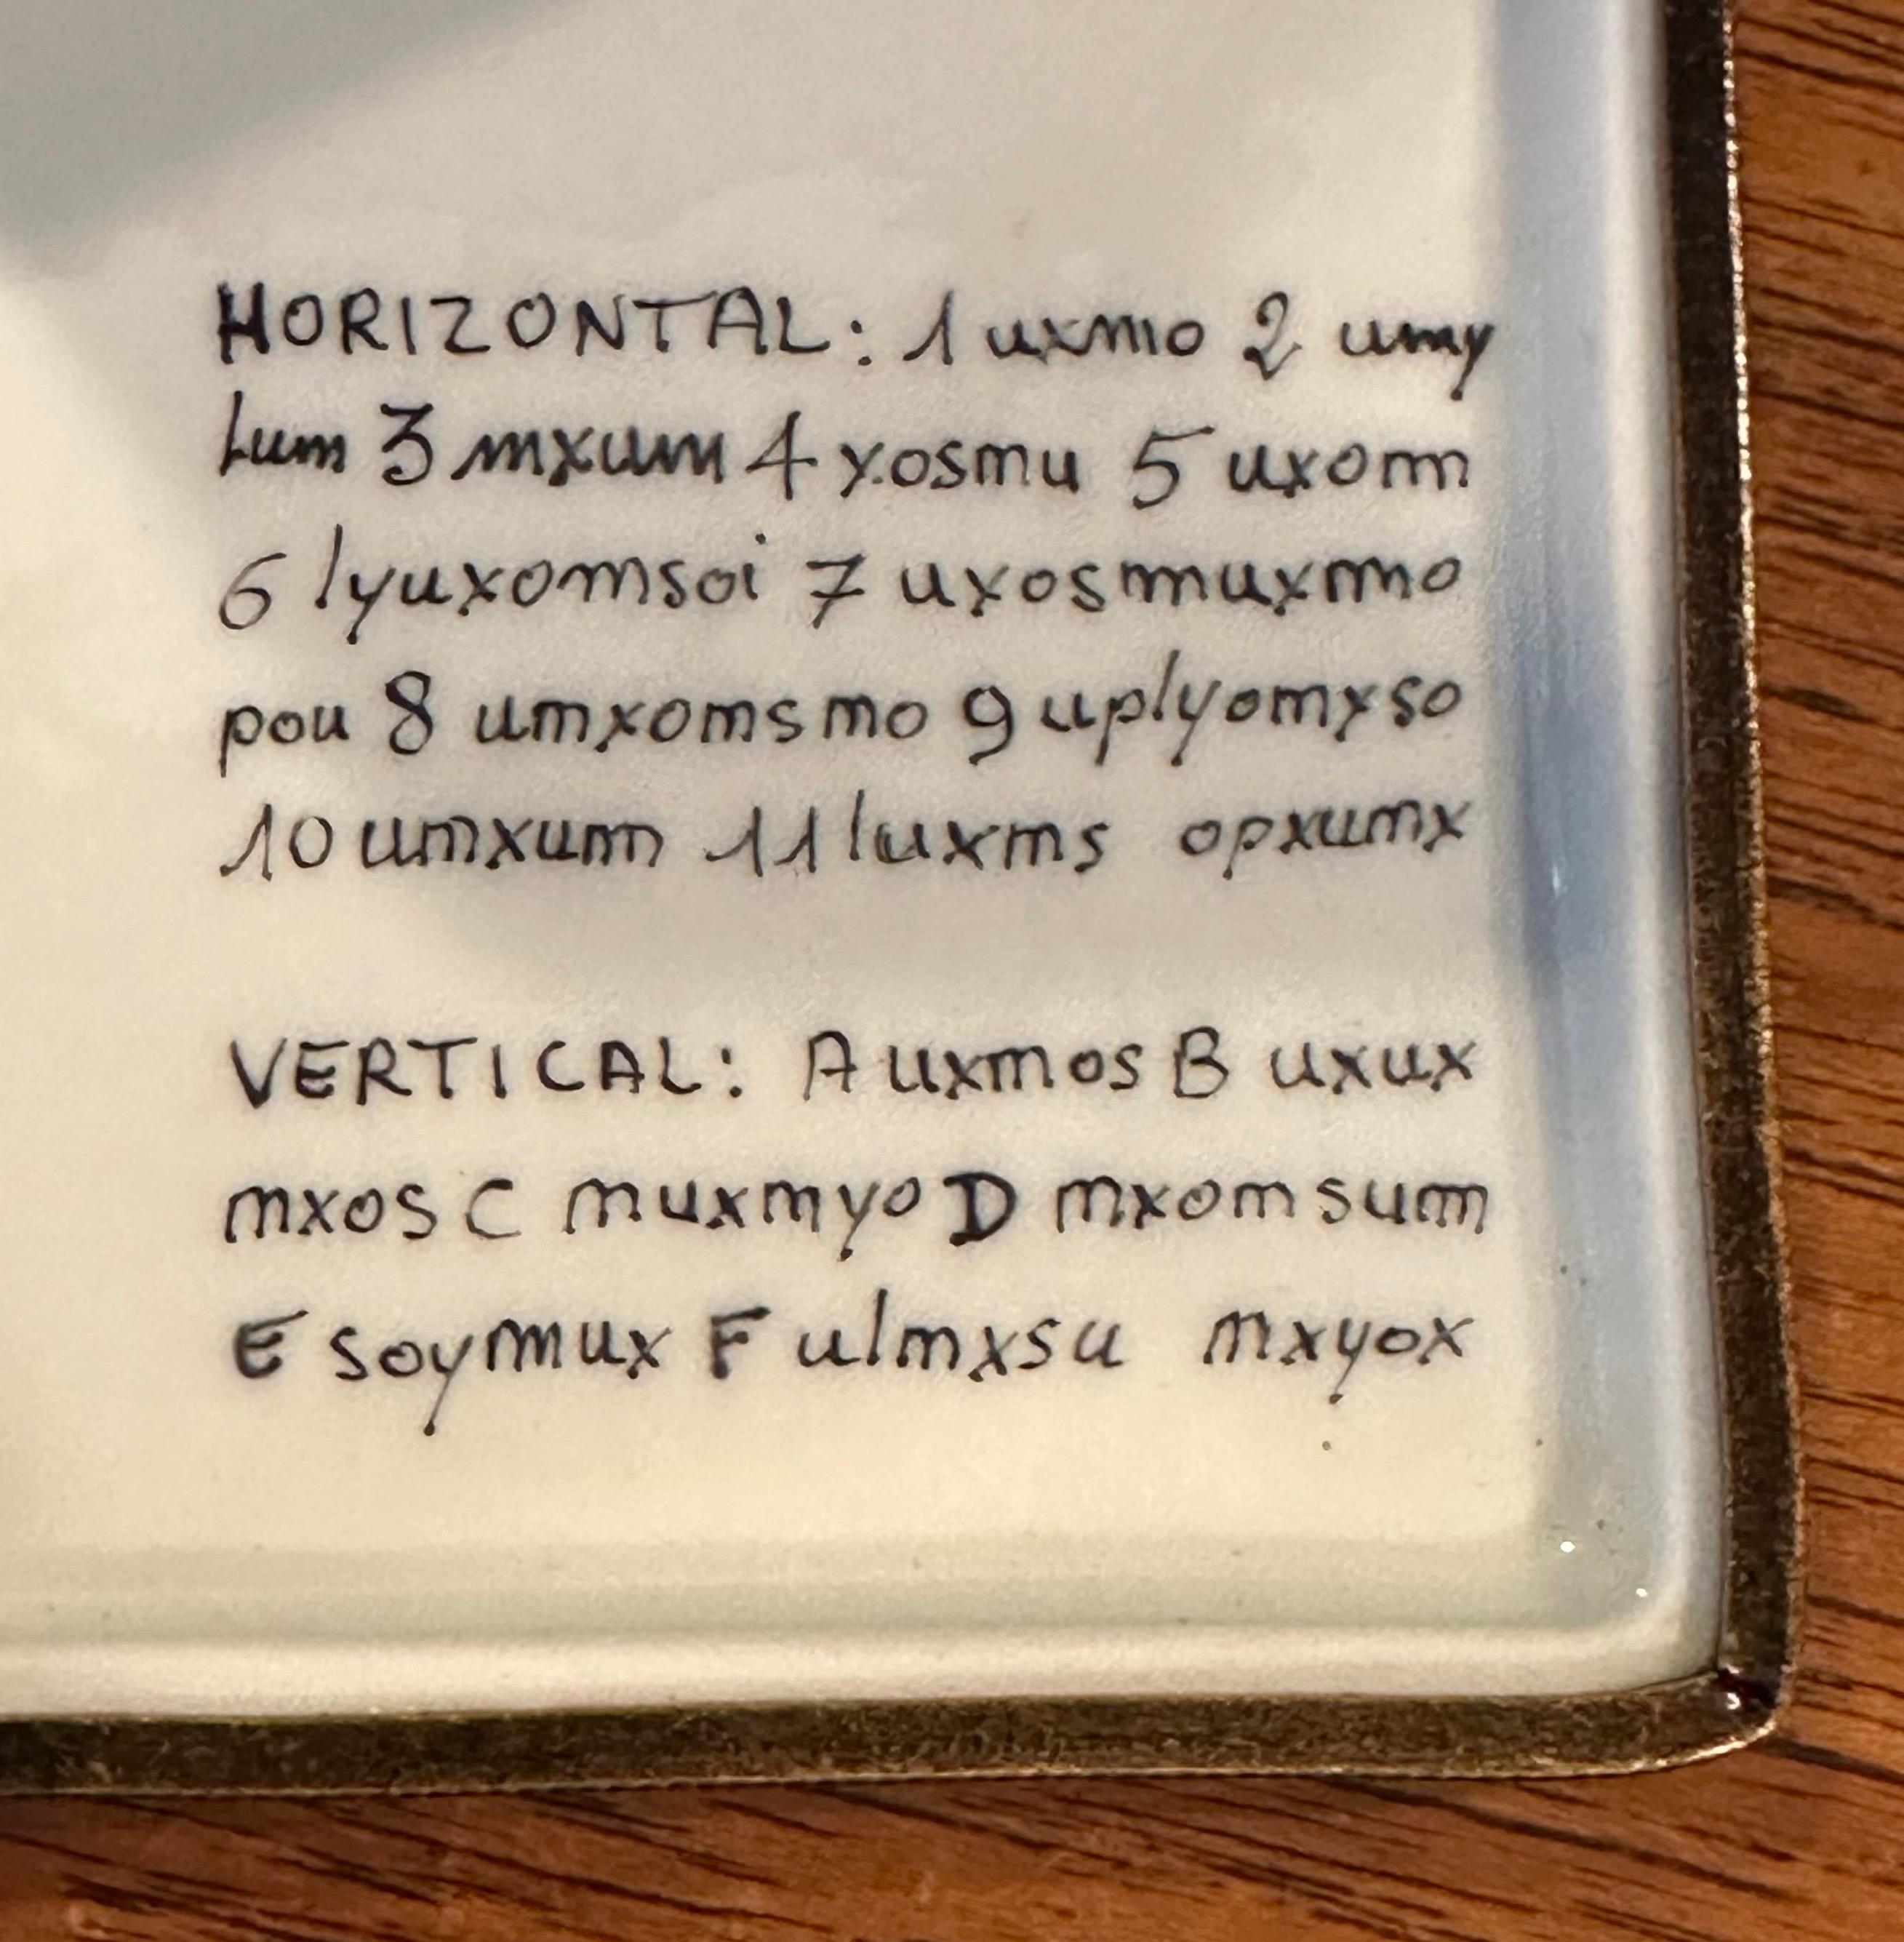 HORIZONTAL: 1 uxmo 2 umy
lum 3 mxum 4 yosmu 5 uxom
6 lyuxomsoi 7 uxosmuxmo
pou 8 umxomsmo 9 uplyomxso
10 umxum 11 luxms opxumx
VERTICAL: A uxmos B uxux
mxos C muxmyo D mxomsum
E soymux F ulmxsu mxyox